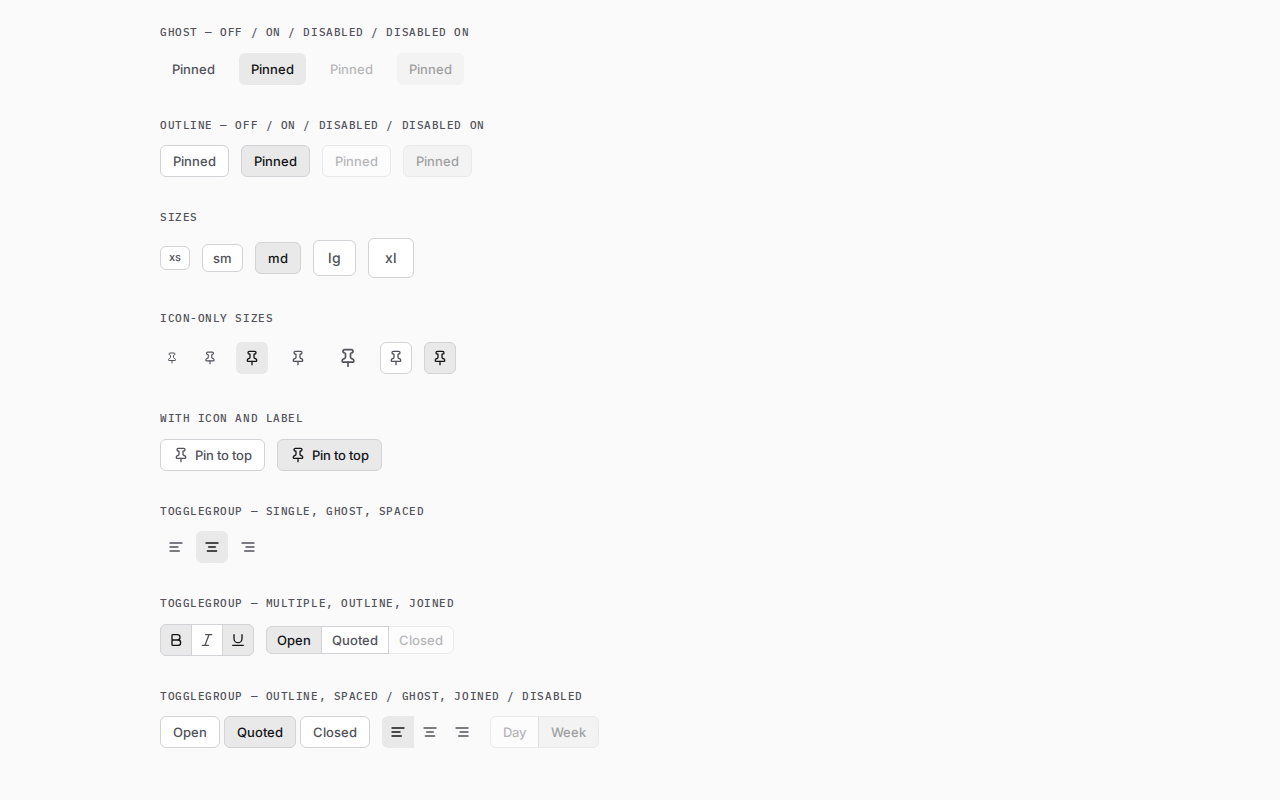 GHOST — OFF / ON / DISABLED / DISABLED ON
Pinned Pinned Pinned Pinned
OUTLINE — OFF / ON / DISABLED / DISABLED ON
Pinned Pinned Pinned Pinned
SIZES
xs sm md lg xl
ICON-ONLY SIZES
WITH ICON AND LABEL
Pin to top Pin to top
TOGGLEGROUP — SINGLE, GHOST, SPACED
TOGGLEGROUP — MULTIPLE, OUTLINE, JOINED
B I U Open Quoted Closed
TOGGLEGROUP — OUTLINE, SPACED / GHOST, JOINED / DISABLED
Open Quoted Closed Day Week